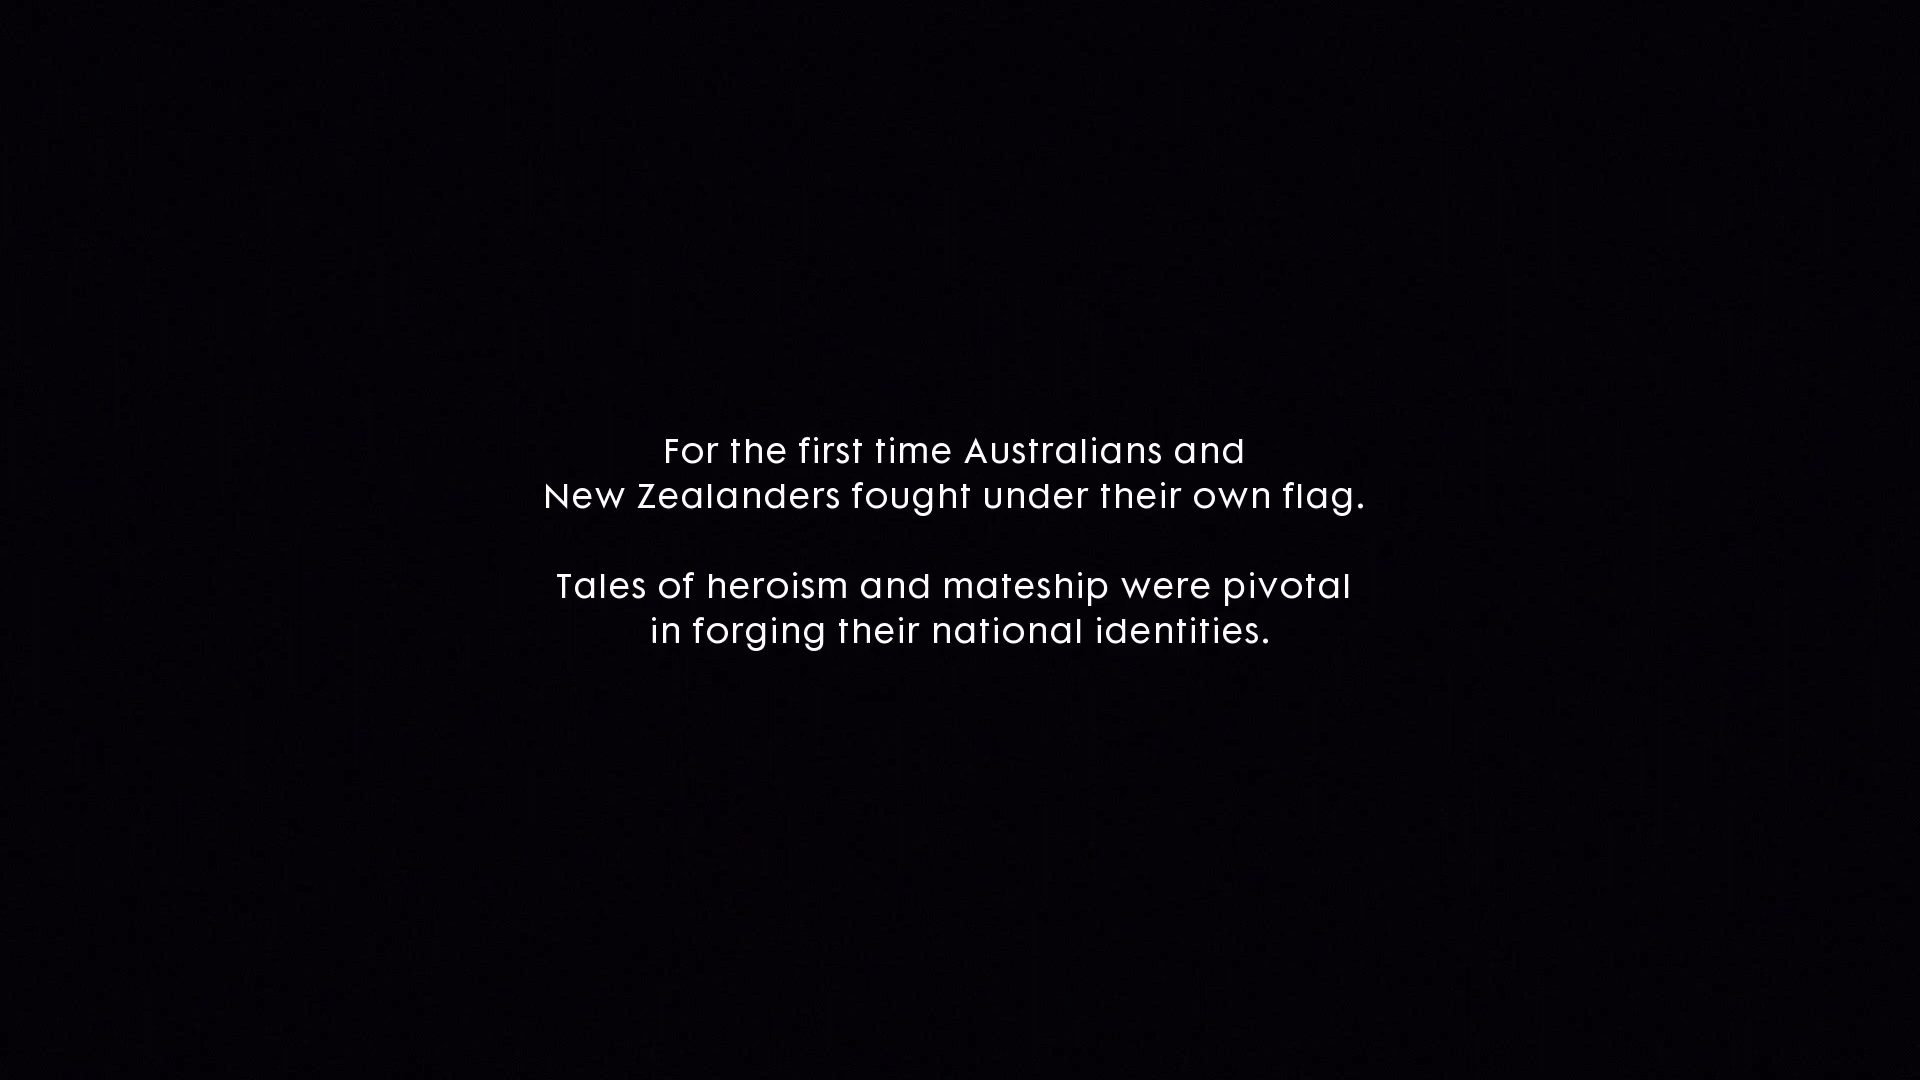 For the first time Australians and
New Zealanders fought under their own flag.
Tales of heroism and mateship were pivotal
in forging their national identities.